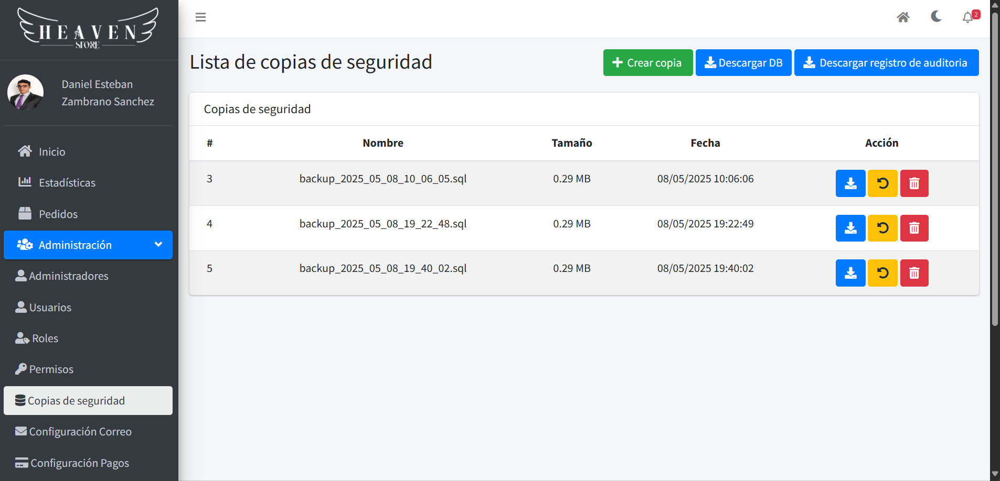 HEAVEN
STORE
2
Daniel Esteban
Zambrano Sanchez
Inicio
Estadísticas
Pedidos
Administración
Administradores
Usuarios
Roles
Permisos
Copias de seguridad
Configuración Correo
Configuración Pagos
Lista de copias de seguridad
Crear copia
Descargar DB
Descargar registro de auditoria
Copias de seguridad
# Nombre Tamaño Fecha Acción
3 backup_2025_05_08_10_06_05.sql 0.29 MB 08/05/2025 10:06:06
4 backup_2025_05_08_19_22_48.sql 0.29 MB 08/05/2025 19:22:49
5 backup_2025_05_08_19_40_02.sql 0.29 MB 08/05/2025 19:40:02